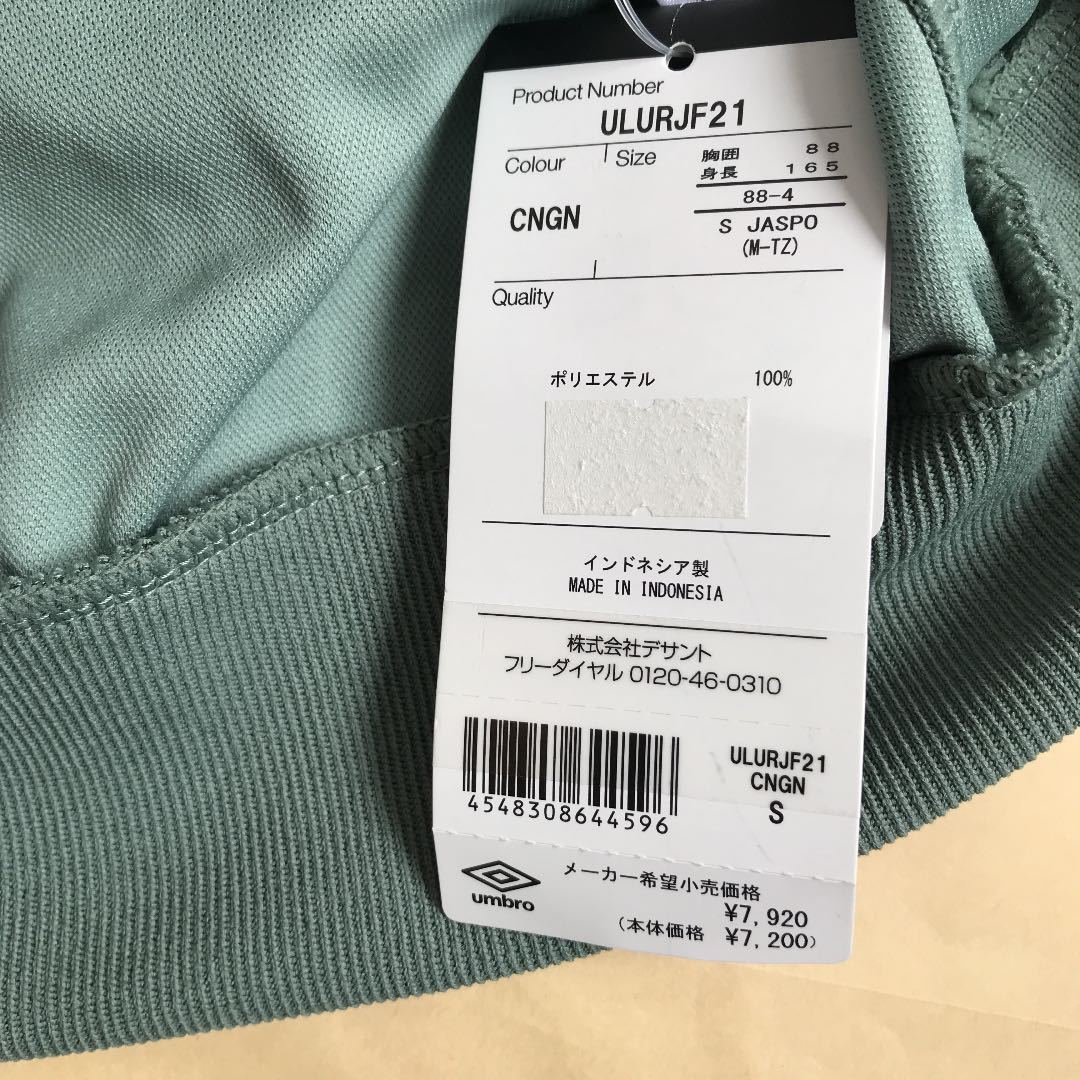 Product Number
ULURJF21
Colour
Size
胸囲 88
身長 165
88-4
CNGN
S JASPO
(M-TZ)
Quality
ポリエステル 100%
インドネシア製
MADE IN INDONESIA
株式会社デサント
フリーダイヤル 0120-46-0310
4548308644596
ULURJF21
CNGN
S
umbro
メーカー希望小売価格
¥7,920
(本体価格 ¥7,200)